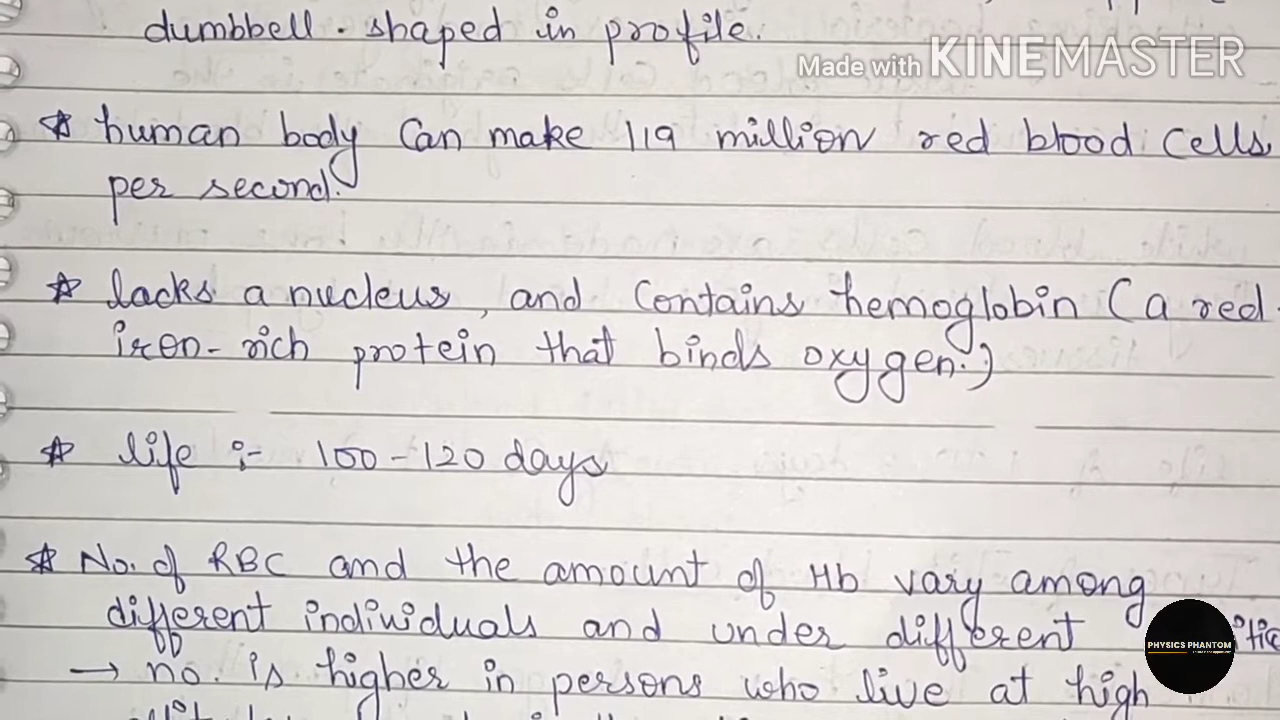 dumbbell - shaped in profile.
Made with KINEMASTER
* human body can make 119 million red blood cells
per second.
* lacks a nucleus, and contains hemoglobin (a red
iron-rich protein that binds oxygen.)
* life :- 100-120 days
* No. of RBC and the amount of Hb vary among
different individuals and under different
→ no. is higher in persons who live at high
PHYSICS PHANTOM